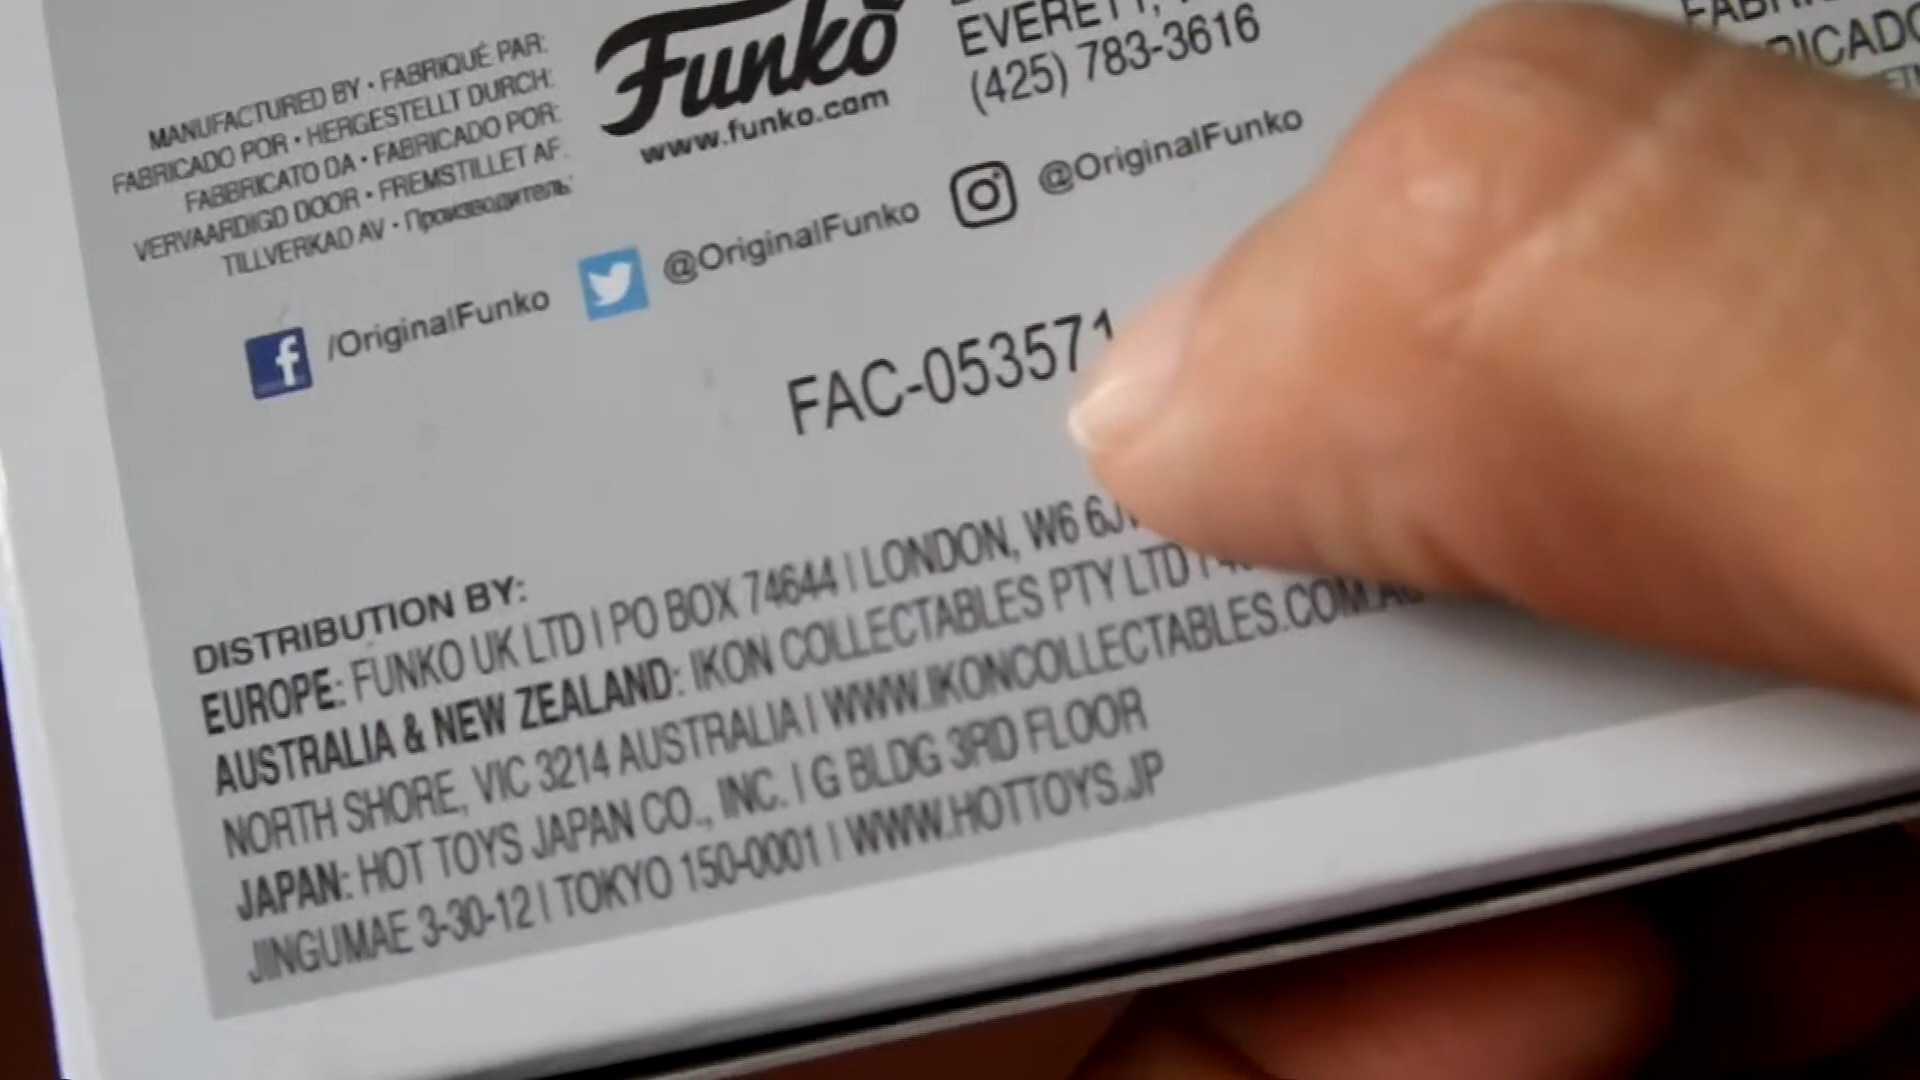 MANUFACTURED BY • FABRIQUÉ PAR:
FABRICADO POR • HERGESTELLT DURCH:
FABBRICATO DA • FABRICADO POR:
VERVAARDIGD DOOR • FREMSTILLET AF:
TILLVERKAD AV • Производитель:
Funko
www.funko.com
EVERETT,
(425) 783-3616
/OriginalFunko
@OriginalFunko
@OriginalFunko
FAC-053571
DISTRIBUTION BY:
EUROPE: FUNKO UK LTD | PO BOX 74644 | LONDON, W6
AUSTRALIA & NEW ZEALAND: IKON COLLECTABLES PTY LTD |
NORTH SHORE, VIC 3214 AUSTRALIA | WWW.IKONCOLLECTABLES.COM.AU
JAPAN: HOT TOYS JAPAN CO., INC. | G BLDG 3RD FLOOR
JINGUMAE 3-30-12 | TOKYO 150-0001 | WWW.HOTTOYS.JP